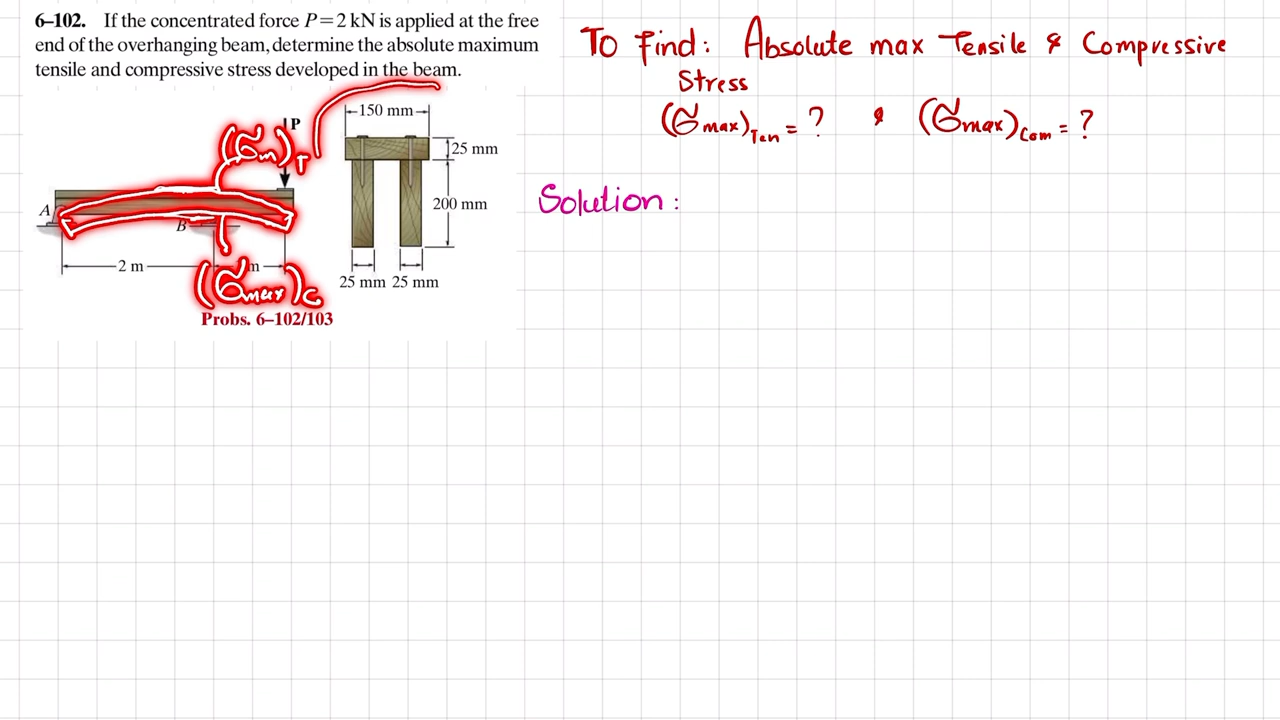 6–102. If the concentrated force P=2 kN is applied at the free
end of the overhanging beam, determine the absolute maximum
tensile and compressive stress developed in the beam.
To Find: Absolute max Tensile & Compressive
Stress
(σmax)Ten = ? & (σmax)Com = ?
Solution:
150 mm
P
(σm)T
25 mm
A
200 mm
B
2 m
m
(σmax)C
25 mm 25 mm
Probs. 6–102/103